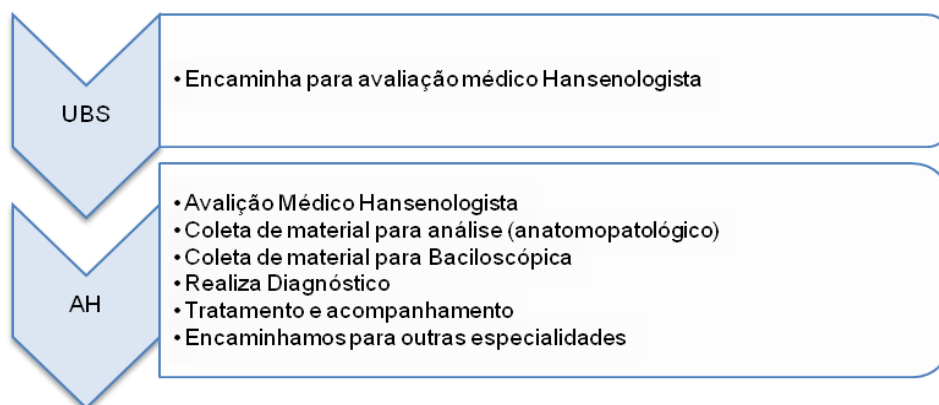 UBS
• Encaminha para avaliação médico Hansenologista
AH
• Avalição Médico Hansenologista
• Coleta de material para análise (anatomopatológico)
• Coleta de material para Baciloscópica
• Realiza Diagnóstico
• Tratamento e acompanhamento
• Encaminhamos para outras especialidades